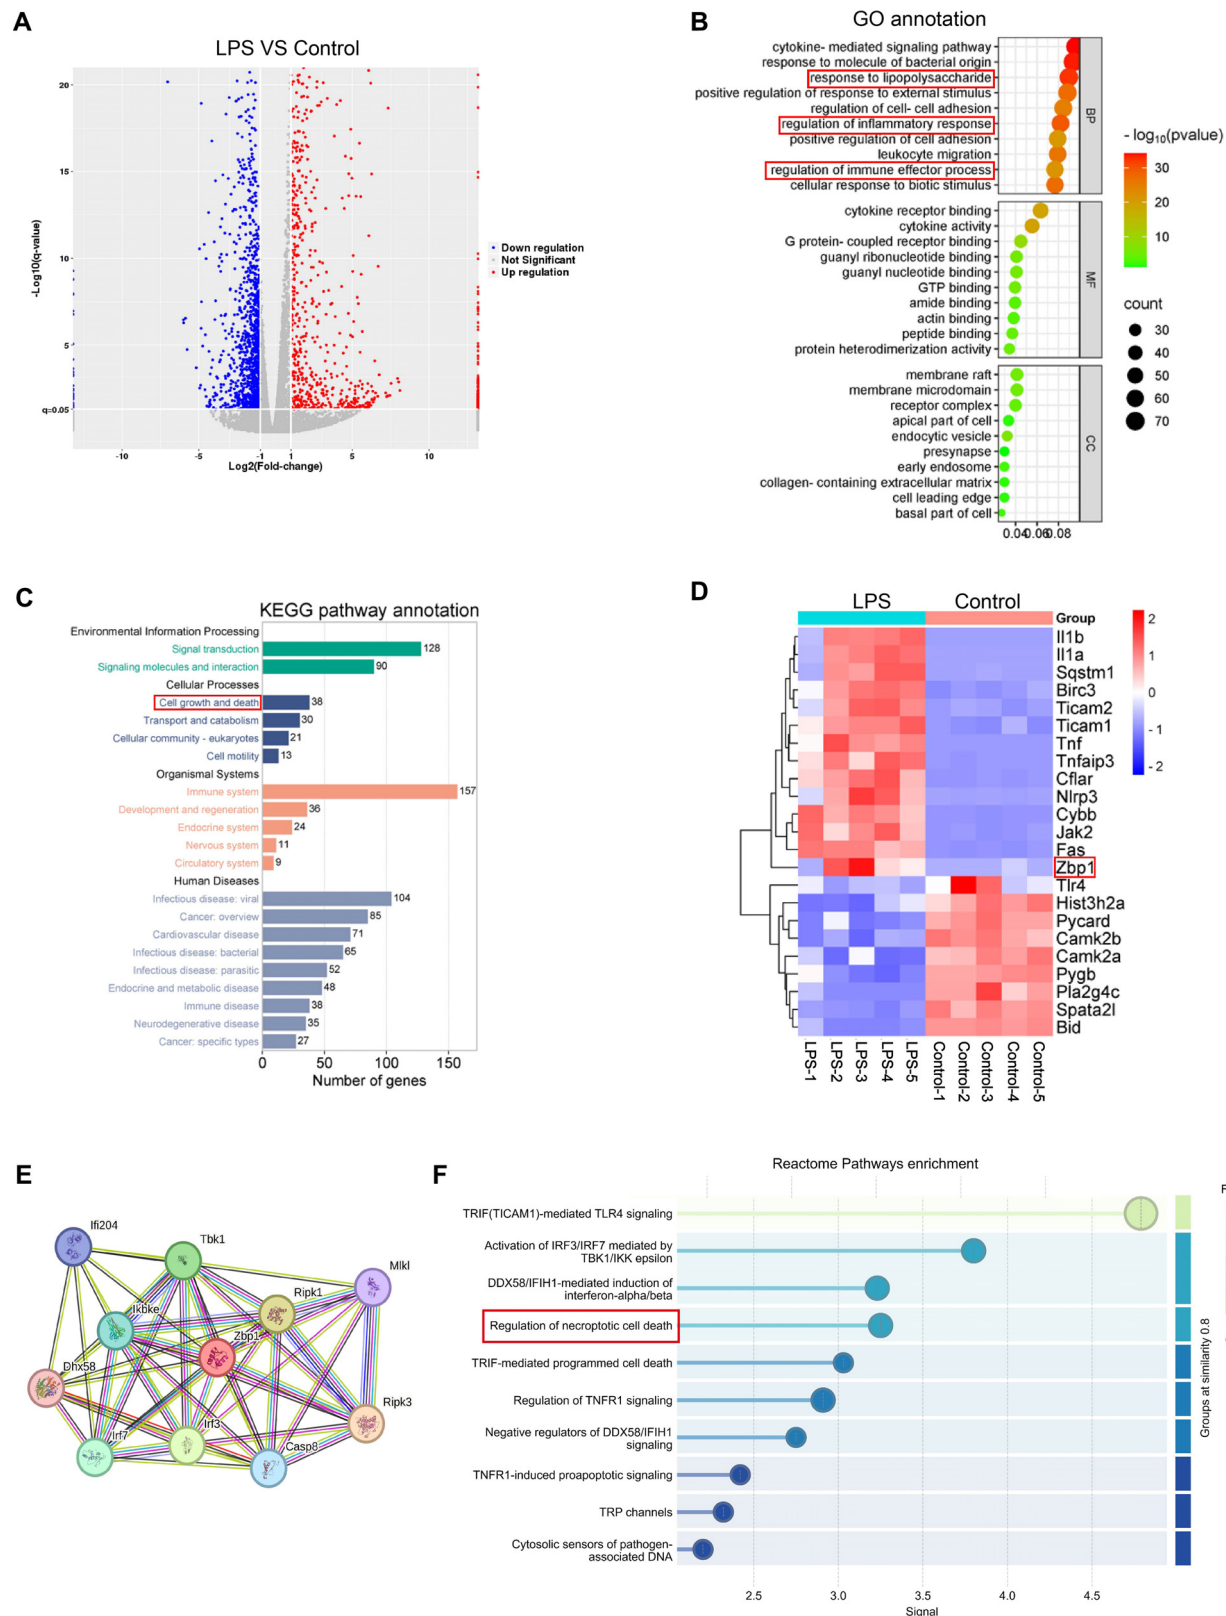 A
LPS VS Control
20
15
10
5
q=0.05
-Log10(q-value)
-10
-5
-1
1
5
10
Log2(Fold-change)
Down regulation
Not Significant
Up regulation
B
GO annotation
cytokine- mediated signaling pathway
response to molecule of bacterial origin
response to lipopolysaccharide
positive regulation of response to external stimulus
regulation of cell- cell adhesion
regulation of inflammatory response
positive regulation of cell adhesion
leukocyte migration
regulation of immune effector process
cellular response to biotic stimulus
BP
cytokine receptor binding
cytokine activity
G protein- coupled receptor binding
guanyl ribonucleotide binding
guanyl nucleotide binding
GTP binding
amide binding
actin binding
peptide binding
protein heterodimerization activity
MF
membrane raft
membrane microdomain
receptor complex
apical part of cell
endocytic vesicle
presynapse
early endosome
collagen- containing extracellular matrix
cell leading edge
basal part of cell
CC
0.04 0.06 0.08
- log10(pvalue)
30
20
10
count
30
40
50
60
70
C
KEGG pathway annotation
Environmental Information Processing
Signal transduction 128
Signaling molecules and interaction 90
Cellular Processes
Cell growth and death 38
Transport and catabolism 30
Cellular community - eukaryotes 21
Cell motility 13
Organismal Systems
Immune system 157
Development and regeneration 36
Endocrine system 24
Nervous system 11
Circulatory system 9
Human Diseases
Infectious disease: viral 104
Cancer: overview 85
Cardiovascular disease 71
Infectious disease: bacterial 65
Infectious disease: parasitic 52
Endocrine and metabolic disease 48
Immune disease 38
Neurodegenerative disease 35
Cancer: specific types 27
0 50 100 150
Number of genes
D
LPS Control
Group
Il1b
Il1a
Sqstm1
Birc3
Ticam2
Ticam1
Tnf
Tnfaip3
Cflar
Nlrp3
Cybb
Jak2
Fas
Zbp1
Tlr4
Hist3h2a
Pycard
Camk2b
Camk2a
Pygb
Pla2g4c
Spata2l
Bid
2
1
0
- 1
- 2
LPS-1
LPS-2
LPS-3
LPS-4
LPS-5
Control-1
Control-2
Control-3
Control-4
Control-5
E
Ifi204
Tbk1
Mlkl
Ikbke
Ripk1
Zbp1
Dhx58
Ripk3
Irf7
Irf3
Casp8
F
Reactome Pathways enrichment
F
TRIF(TICAM1)-mediated TLR4 signaling
Activation of IRF3/IRF7 mediated by
TBK1/IKK epsilon
DDX58/IFIH1-mediated induction of
interferon-alpha/beta
Regulation of necroptotic cell death
TRIF-mediated programmed cell death
Regulation of TNFR1 signaling
Negative regulators of DDX58/IFIH1
signaling
TNFR1-induced proapoptotic signaling
TRP channels
Cytosolic sensors of pathogen-
associated DNA
Groups at similarity 0.8
2.5 3.0 3.5 4.0 4.5
Signal